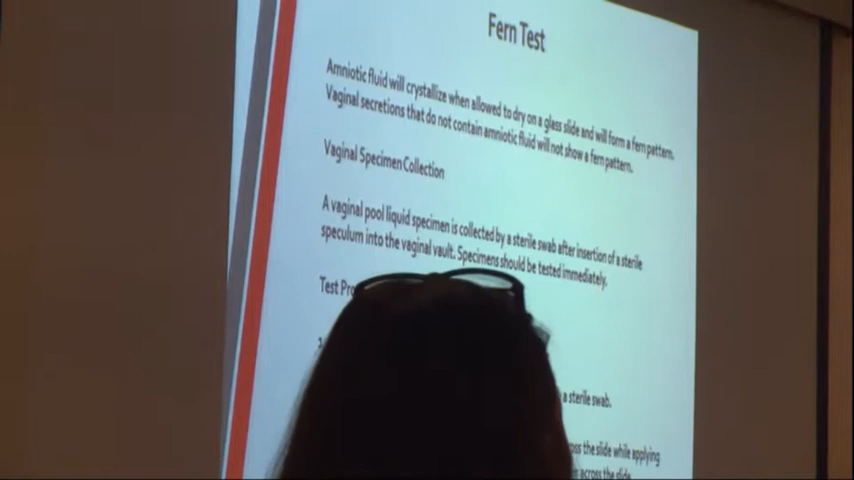 Fern Test
Amniotic fluid will crystallize when allowed to dry on a glass slide and will form a fern pattern.
Vaginal secretions that do not contain amniotic fluid will not show a fern pattern.
Vaginal Specimen Collection
A vaginal pool liquid specimen is collected by a sterile swab after insertion of a sterile
speculum into the vaginal vault. Specimens should be tested immediately.
Test
a sterile swab.
the slide while applying
across the slide.